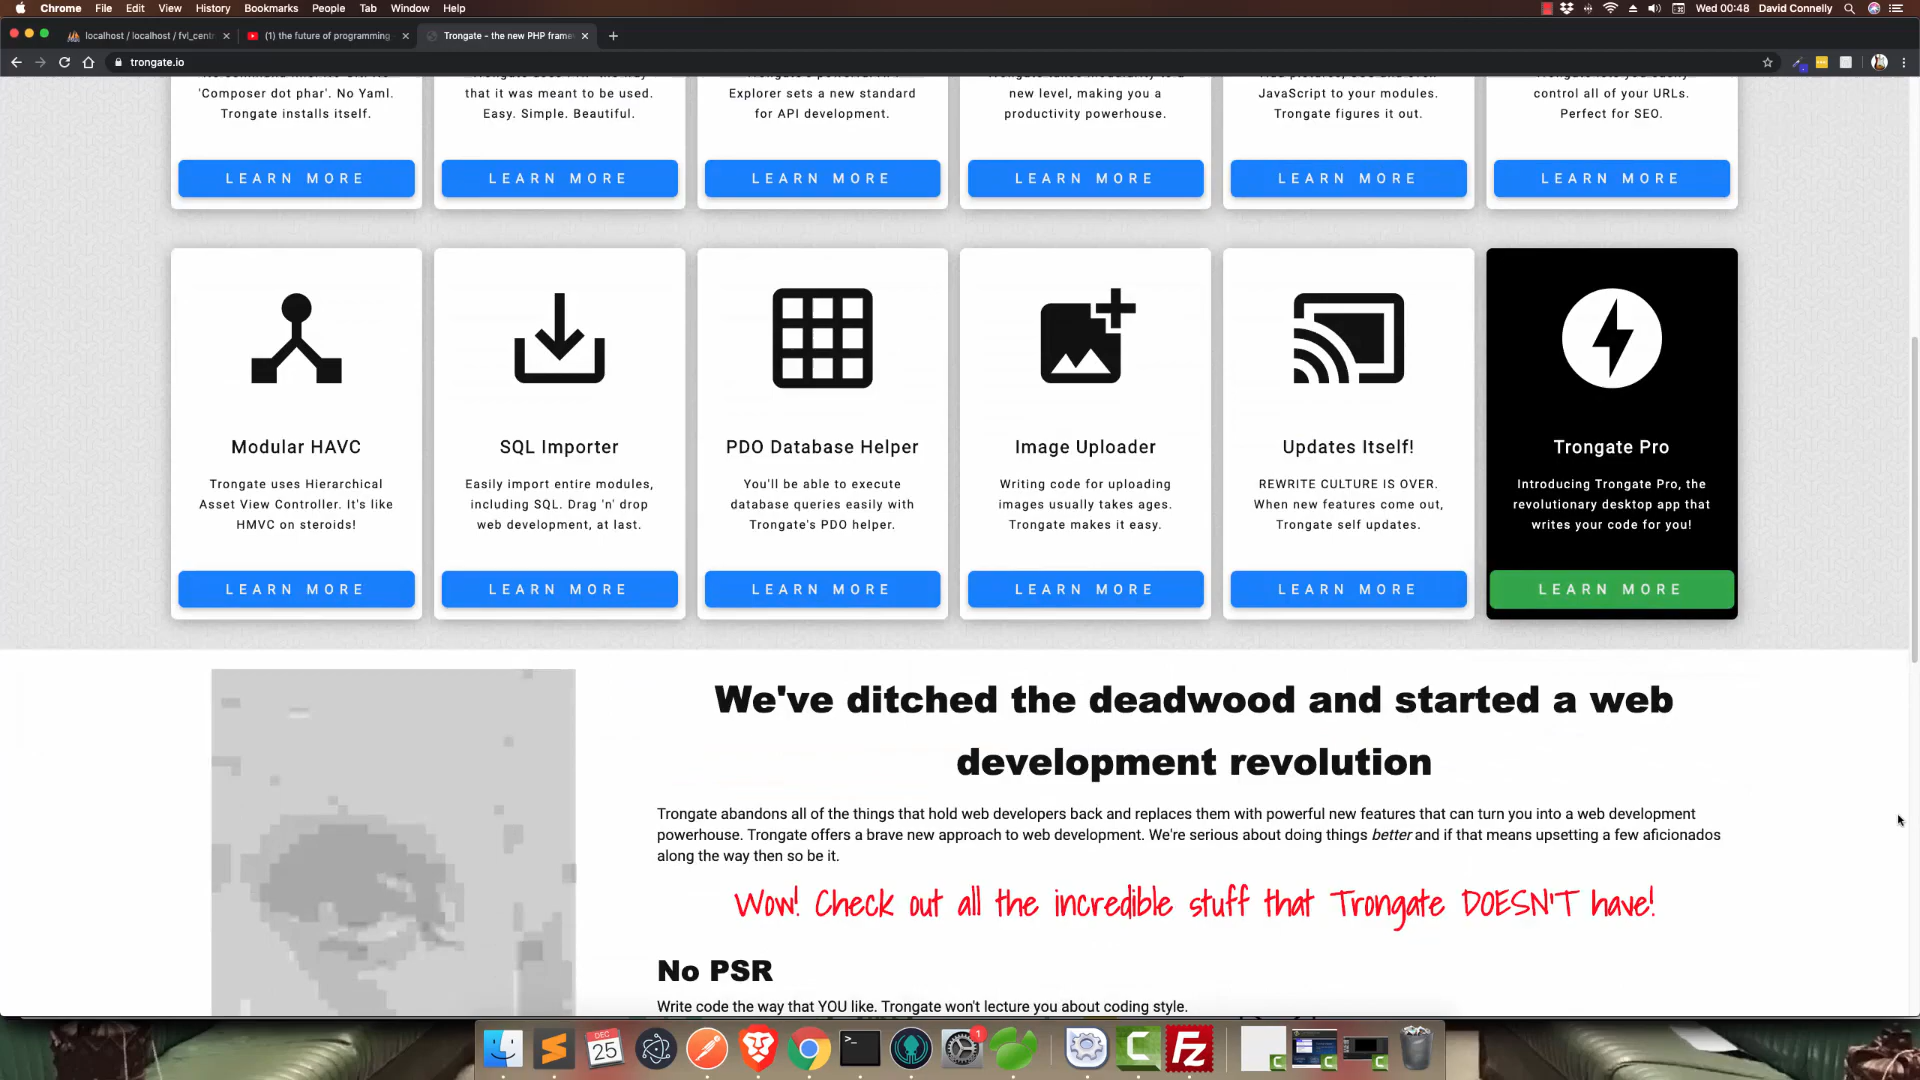 Chrome File Edit View History Bookmarks People Tab Window Help Wed 00:48 David Connelly
localhost / localhost / fvl_cent
(1) the future of programming
Trongate - the new PHP frame
trongate.io
'Composer dot phar'. No Yaml.
Trongate installs itself.
LEARN MORE
that it was meant to be used.
Easy. Simple. Beautiful.
LEARN MORE
Explorer sets a new standard
for API development.
LEARN MORE
new level, making you a
productivity powerhouse.
LEARN MORE
JavaScript to your modules.
Trongate figures it out.
LEARN MORE
control all of your URLs.
Perfect for SEO.
LEARN MORE
Modular HAVC
Trongate uses Hierarchical
Asset View Controller. It's like
HMVC on steroids!
LEARN MORE
SQL Importer
Easily import entire modules,
including SQL. Drag 'n' drop
web development, at last.
LEARN MORE
PDO Database Helper
You'll be able to execute
database queries easily with
Trongate's PDO helper.
LEARN MORE
Image Uploader
Writing code for uploading
images usually takes ages.
Trongate makes it easy.
LEARN MORE
Updates Itself!
REWRITE CULTURE IS OVER.
When new features come out,
Trongate self updates.
LEARN MORE
Trongate Pro
Introducing Trongate Pro, the
revolutionary desktop app that
writes your code for you!
LEARN MORE
We've ditched the deadwood and started a web
development revolution
Trongate abandons all of the things that hold web developers back and replaces them with powerful new features that can turn you into a web development
powerhouse. Trongate offers a brave new approach to web development. We're serious about doing things better and if that means upsetting a few aficionados
along the way then so be it.
Wow! Check out all the incredible stuff that Trongate DOESN'T have!
No PSR
Write code the way that YOU like. Trongate won't lecture you about coding style.
DEC
25
1